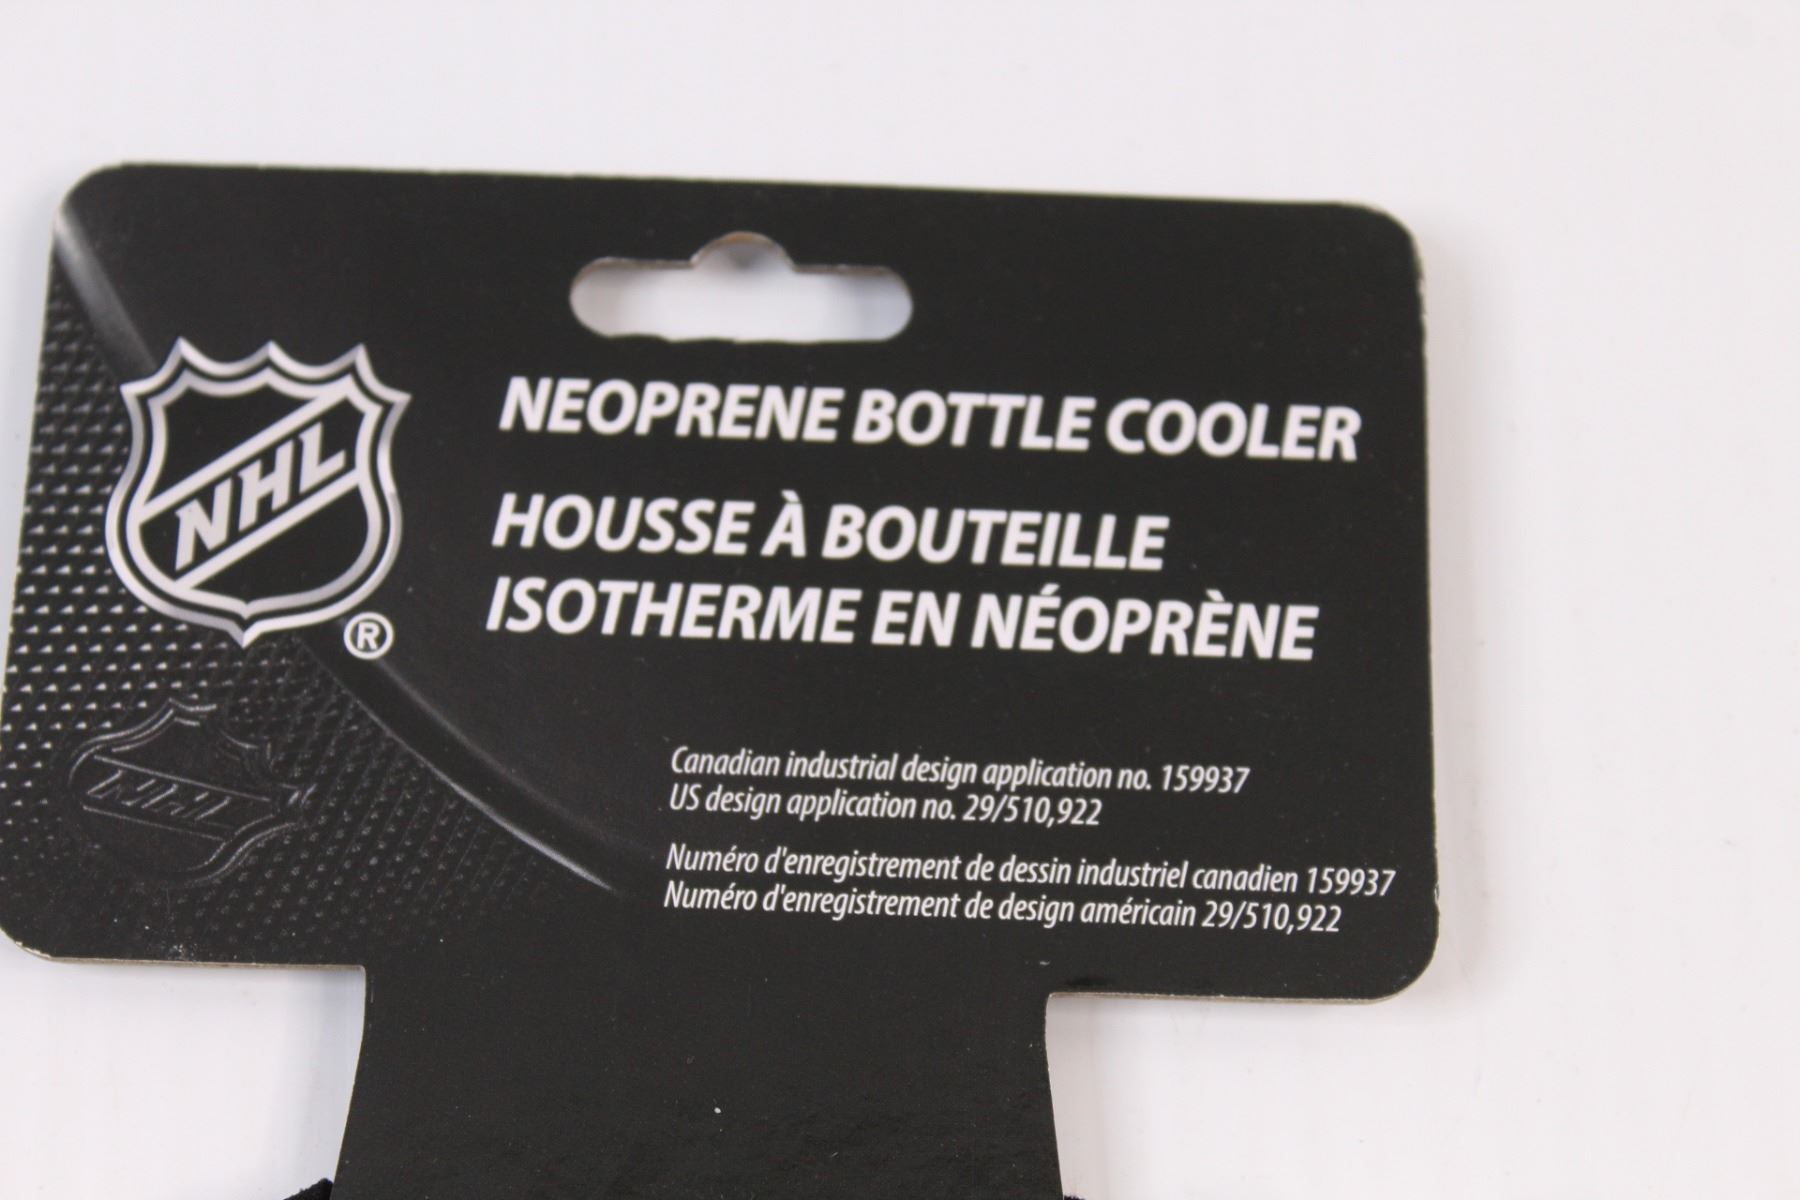 NHL
®
NEOPRENE BOTTLE COOLER
HOUSSE À BOUTEILLE
ISOTHERME EN NÉOPRÈNE
NHL
Canadian industrial design application no. 159937
US design application no. 29/510,922
Numéro d'enregistrement de dessin industriel canadien 159937
Numéro d'enregistrement de design américain 29/510,922